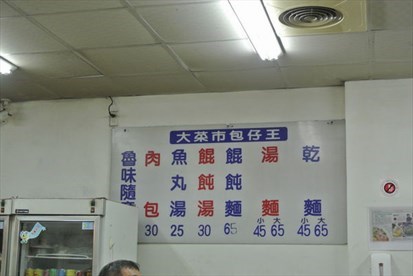 大菜市包仔王
乾麵 小45 大65
湯麵 小45 大65
餛飩麵 65
餛飩湯 30
魚丸湯 25
肉包 30
魯味隨